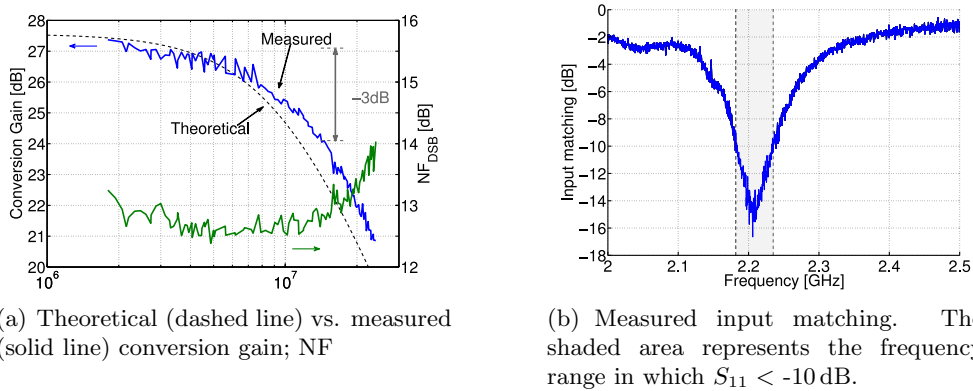 28
27
26
25
24
23
22
21
20
Conversion Gain [dB]
16
15
14
13
12
NF_DSB [dB]
Measured
Theoretical
−3dB
10^6
10^7
(a) Theoretical (dashed line) vs. measured
(solid line) conversion gain; NF
0
−2
−4
−6
−8
−10
−12
−14
−16
−18
Input matching [dB]
2
2.1
2.2
2.3
2.4
2.5
Frequency [GHz]
(b) Measured input matching. The
shaded area represents the frequency
range in which S_11 < -10 dB.